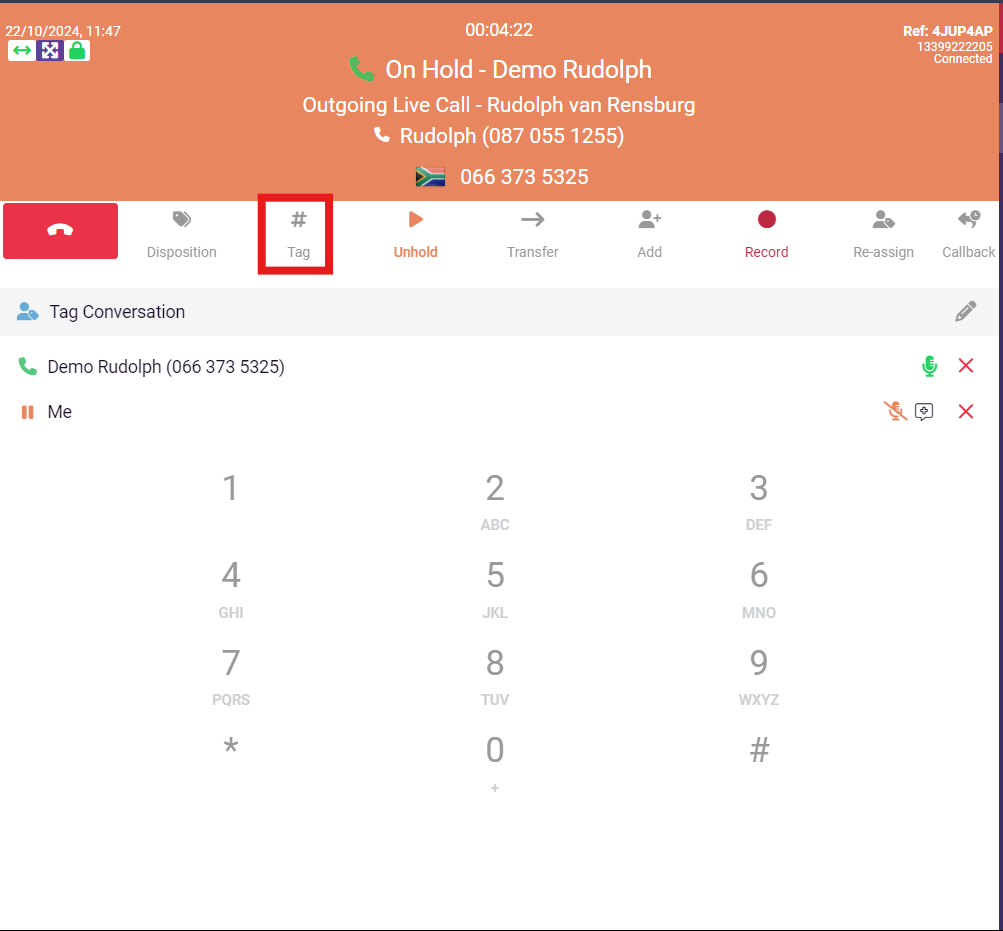 22/10/2024, 11:47
00:04:22
Ref: 4JUP4AP
13399222205
Connected
On Hold - Demo Rudolph
Outgoing Live Call - Rudolph van Rensburg
Rudolph (087 055 1255)
066 373 5325
Disposition
# Tag
Unhold
Transfer
Add
Record
Re-assign
Callback
Tag Conversation
Demo Rudolph (066 373 5325)
Me
1 2 3
ABC DEF
4 5 6
GHI JKL MNO
7 8 9
PQRS TUV WXYZ
* 0 #
+